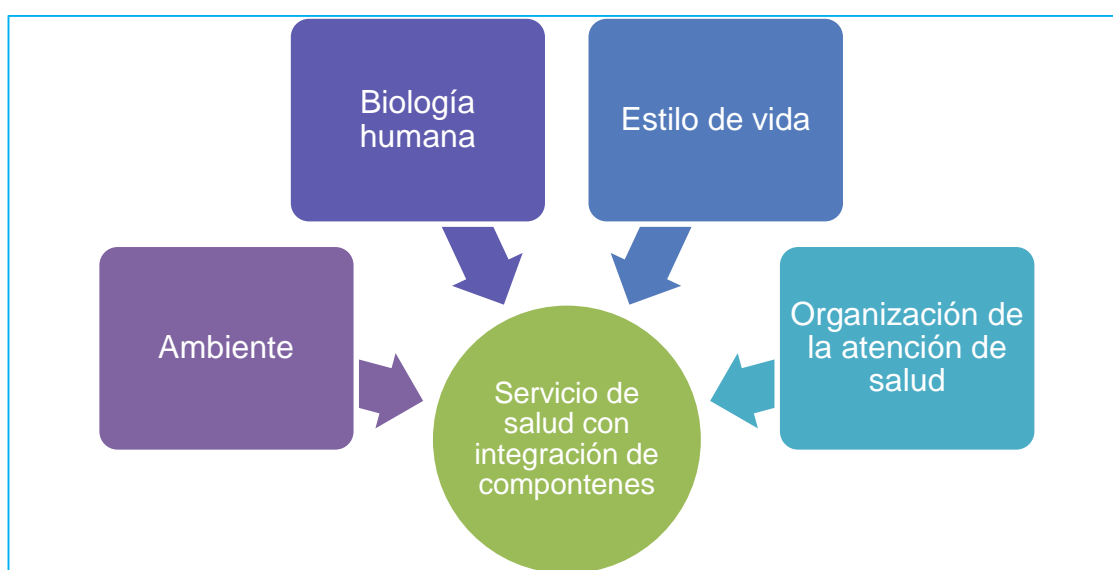 Biología
humana
Estilo de vida
Ambiente
Organización de
la atención de
salud
Servicio de
salud con
integración de
compontenes